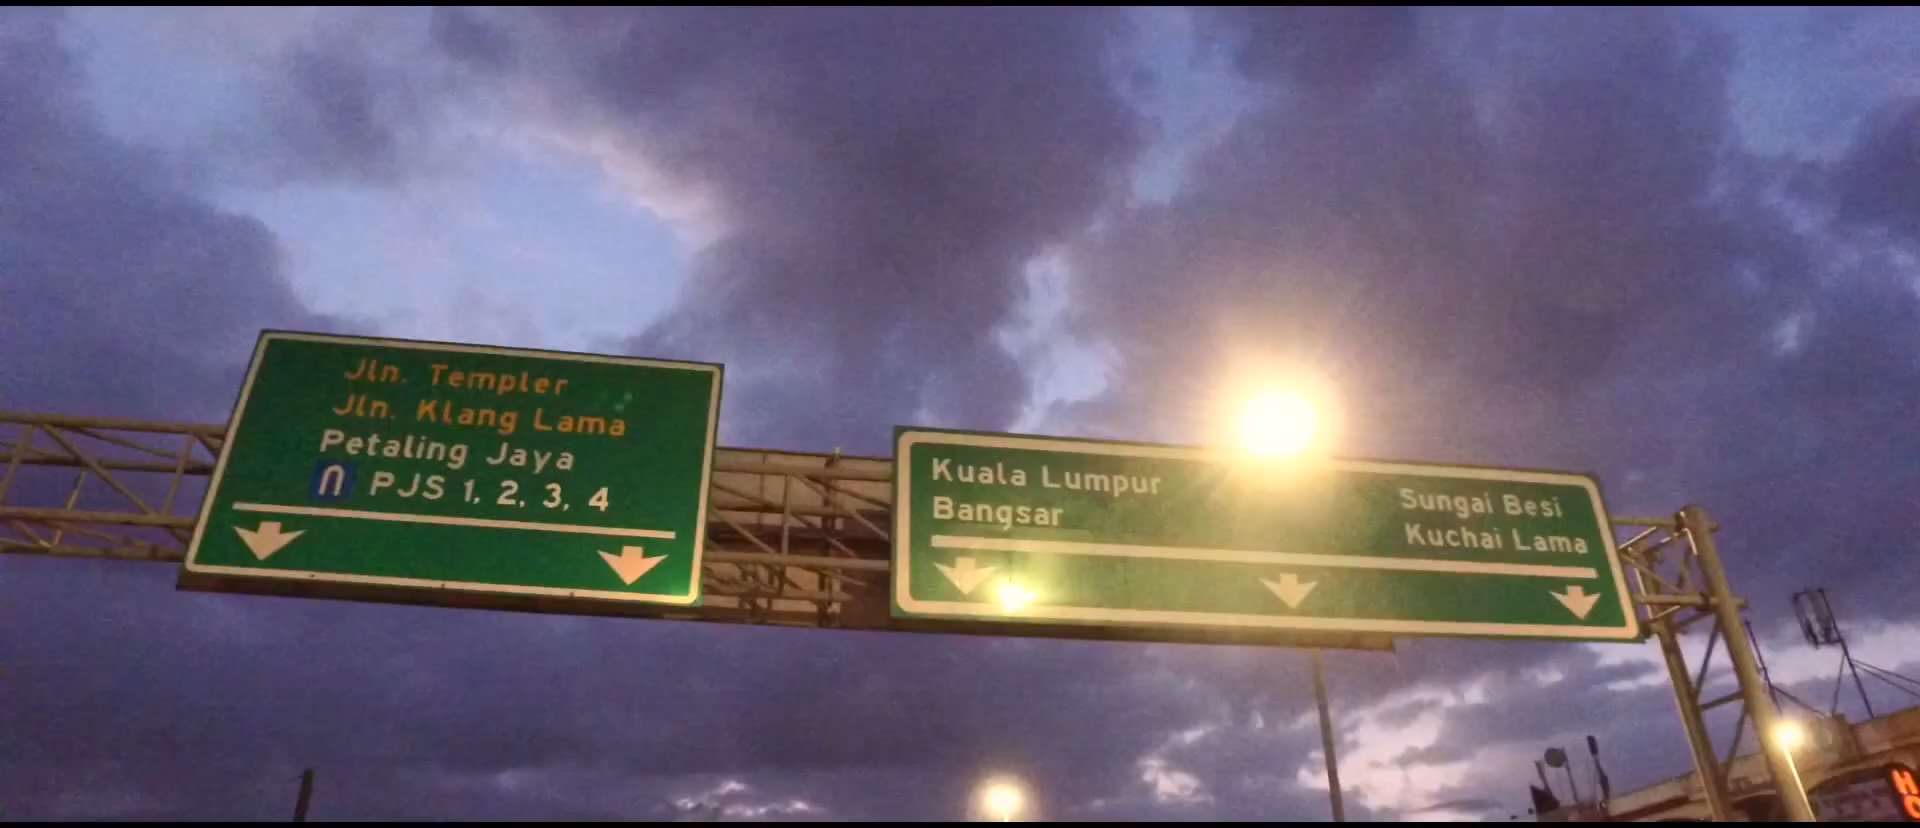 Jln. Templer
Jln. Klang Lama
Petaling Jaya
PJS 1, 2, 3, 4
Kuala Lumpur
Bangsar
Sungai Besi
Kuchai Lama